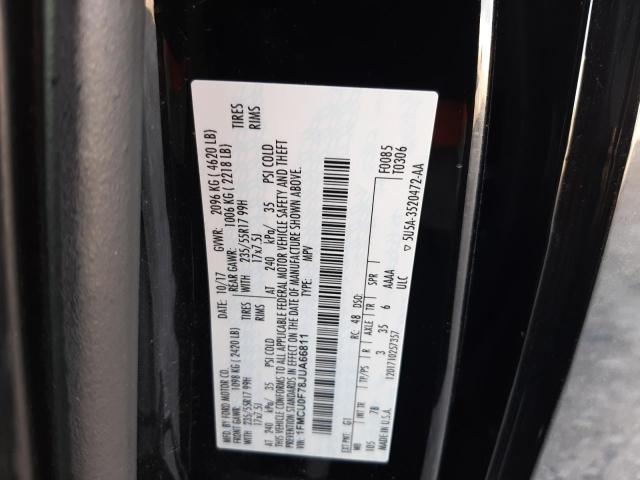 MFD. BY FORD MOTOR CO. 10/17 GVWR: 2096 KG ( 4620 LB)
FRONT GAWR: 1098 KG ( 2420 LB) REAR GAWR: 1006 KG ( 2218 LB)
WITH 235/55R17 99H TIRES WITH 235/55R17 99H TIRES
17x7.5J RIMS 17x7.5J RIMS
AT 240 kPa/ 35 PSI COLD AT 240 kPa/ 35 PSI COLD
THIS VEHICLE CONFORMS TO ALL APPLICABLE FEDERAL MOTOR VEHICLE SAFETY AND THEFT
PREVENTION STANDARDS IN EFFECT ON THE DATE OF MANUFACTURE SHOWN ABOVE.
VIN: 1FMCU0F78JUA66811 TYPE: MPV
F0085
T0306
EXT PNT: G1 RC: 48 DSO:
WB INT TR TP/PS R AXLE TR SPR
105 7B 3 35 6 AAAA
U.S.A. 1201710257357 ULC 5U5A-3520472-AA